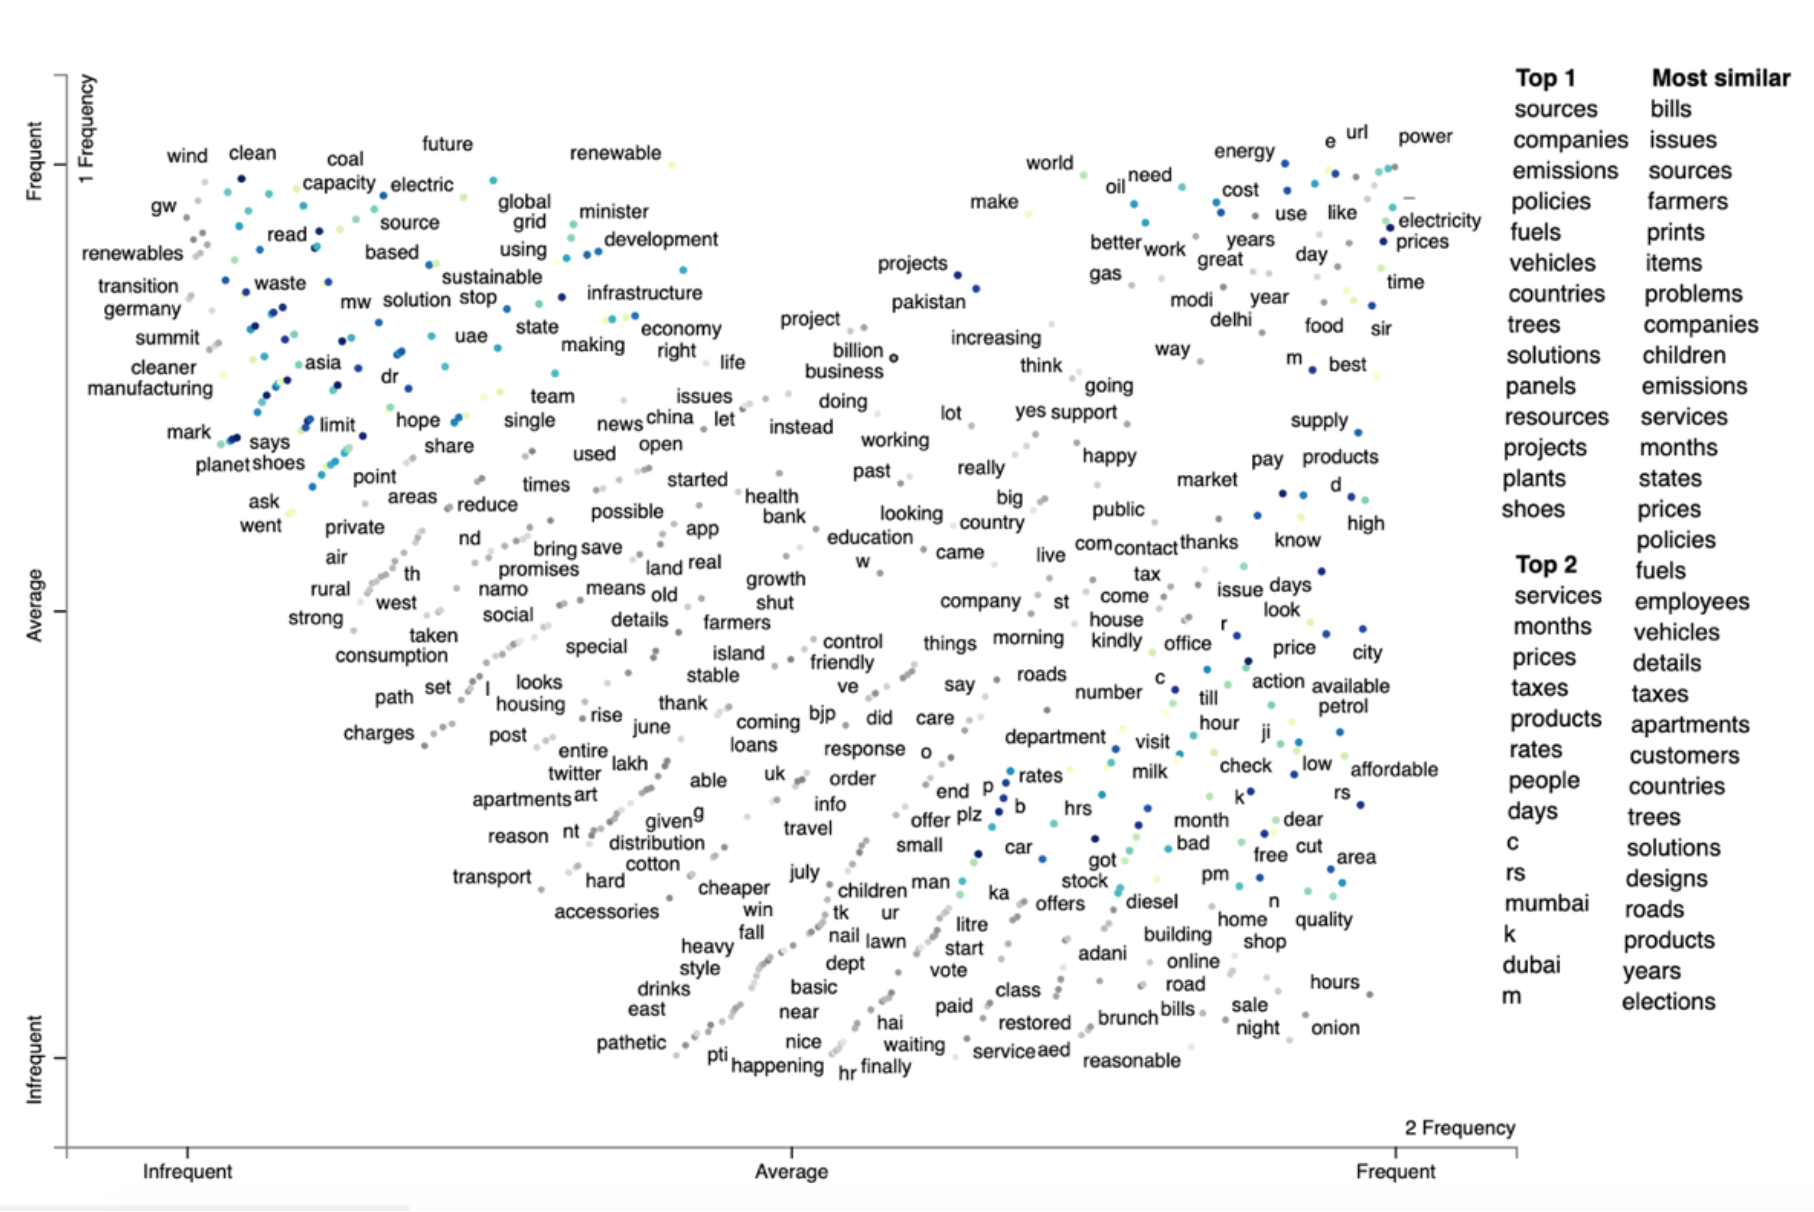 Frequent
1 Frequency
Average
Infrequent
wind clean coal future renewable
capacity electric
gw global
grid minister
source
read
using development
renewables based
sustainable
transition waste infrastructure
germany mw solution stop
summit uae state economy
making right
cleaner asia life
manufacturing dr
team issues
mark limit hope single news china let
says share used open
planet shoes
point times started
ask areas reduce
went private possible
nd app
air bring save
promises land real
th
rural namo means old
west
strong social details farmers
taken
consumption special island
stable
path set l looks
housing thank
rise june
charges post coming
entire loans
twitter lakh able
apartments art
reason nt given g
distribution
cotton
transport hard cheaper
accessories win
fall
heavy
style
drinks
east
pathetic
pti
happening
world
oil need energy e url power
make cost
use like –
electricity
better work years prices
great day
projects gas time
pakistan modi year
project delhi food sir
increasing
billion way
business think m best
going
doing lot yes support supply
instead working
past really happy pay products
health big market d
bank looking country public high
education com contact thanks know
w came live
growth tax issue days
shut company st come look
house
control things morning kindly office r price city
friendly
ve say roads number c till action available
petrol
bjp did care hour ji
response o department visit
uk order rates milk check low affordable
info end p b hrs k rs
travel offer plz month dear
small car got bad free cut area
july children man ka stock pm
tk ur offers diesel n
nail lawn litre home quality
dept start building shop
vote adani online
basic class road hours
near paid restored brunch bills sale
hai night onion
nice waiting service aed reasonable
hr finally
2 Frequency
Infrequent Average Frequent
Top 1 Most similar
sources bills
companies issues
emissions sources
policies farmers
fuels prints
vehicles items
countries problems
trees companies
solutions children
panels emissions
resources services
projects months
plants states
shoes prices
policies
Top 2 fuels
services employees
months vehicles
prices details
taxes taxes
products apartments
rates customers
people countries
days trees
c solutions
rs designs
mumbai roads
k products
dubai years
m elections